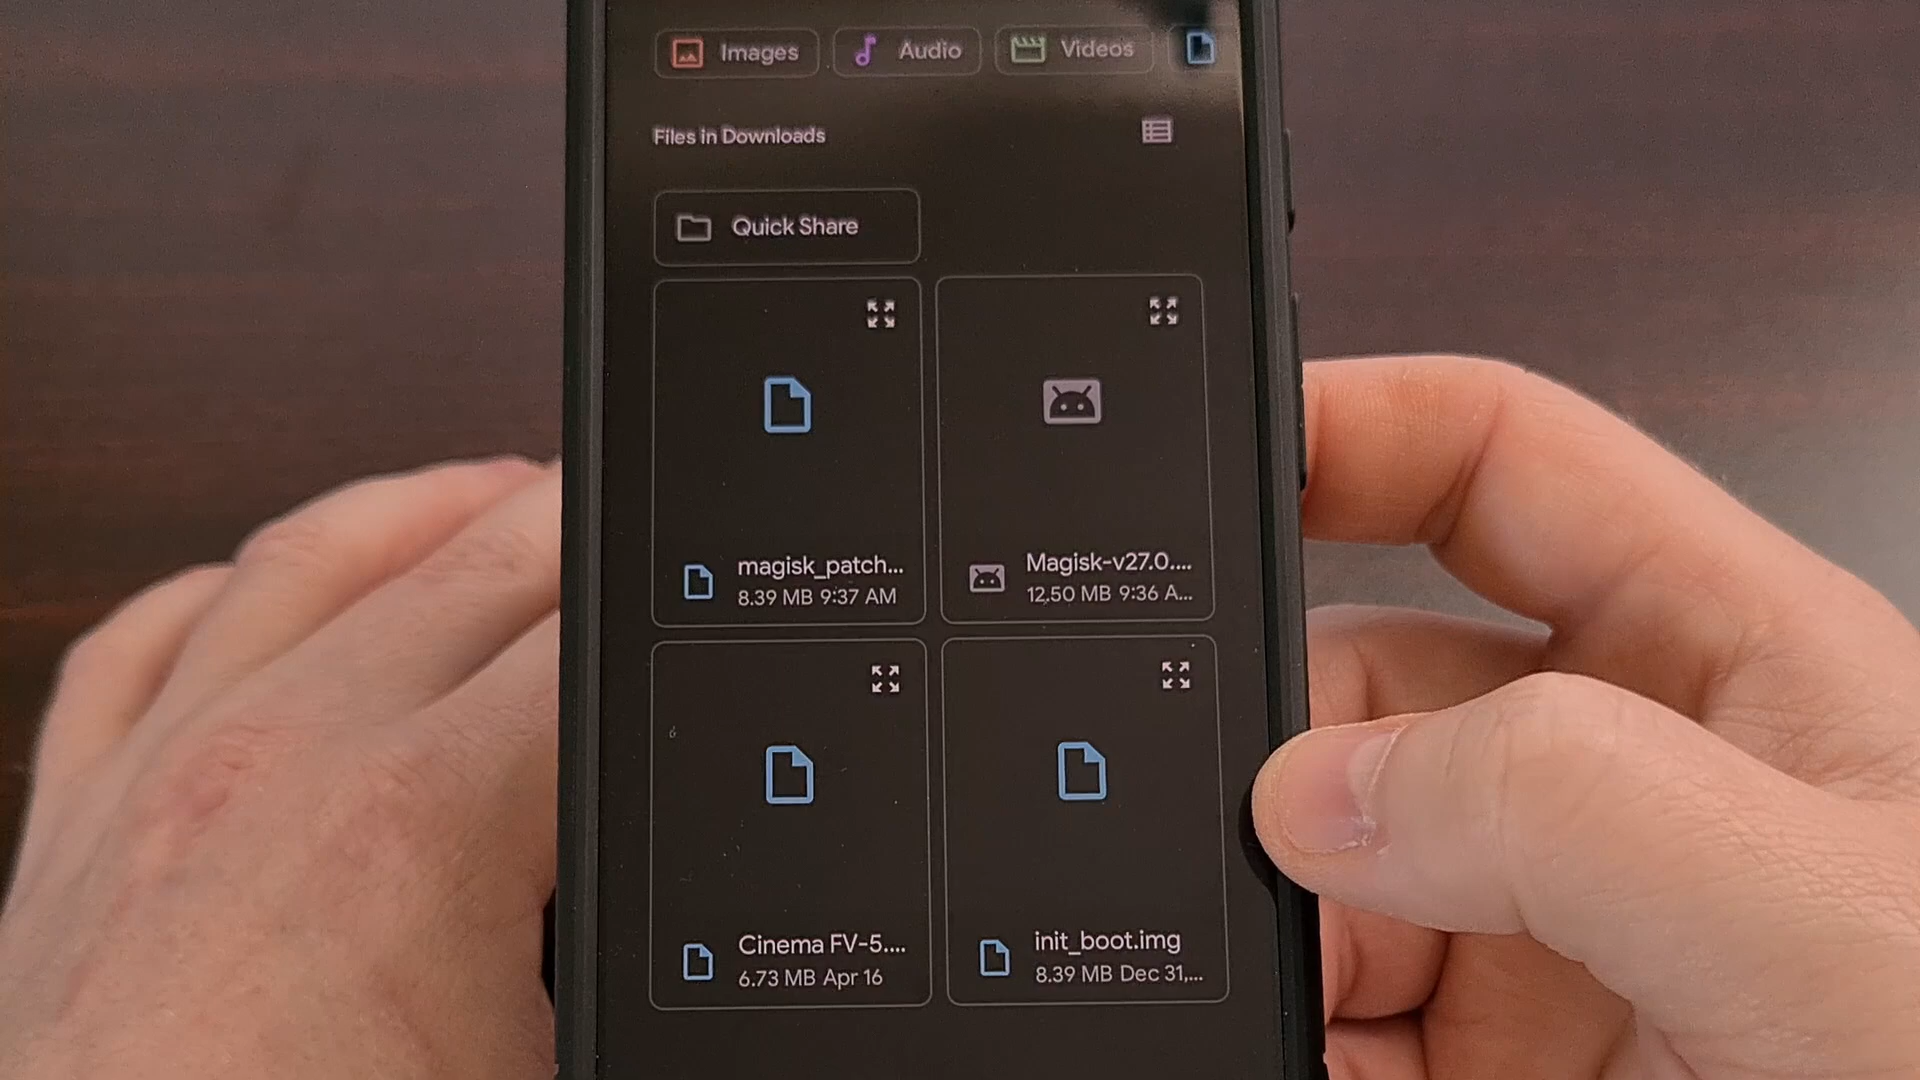 Images Audio Videos
Files in Downloads
Quick Share
magisk_patch...
8.39 MB 9:37 AM
Magisk-v27.0....
12.50 MB 9:36 A...
Cinema FV-5....
6.73 MB Apr 16
init_boot.img
8.39 MB Dec 31,...